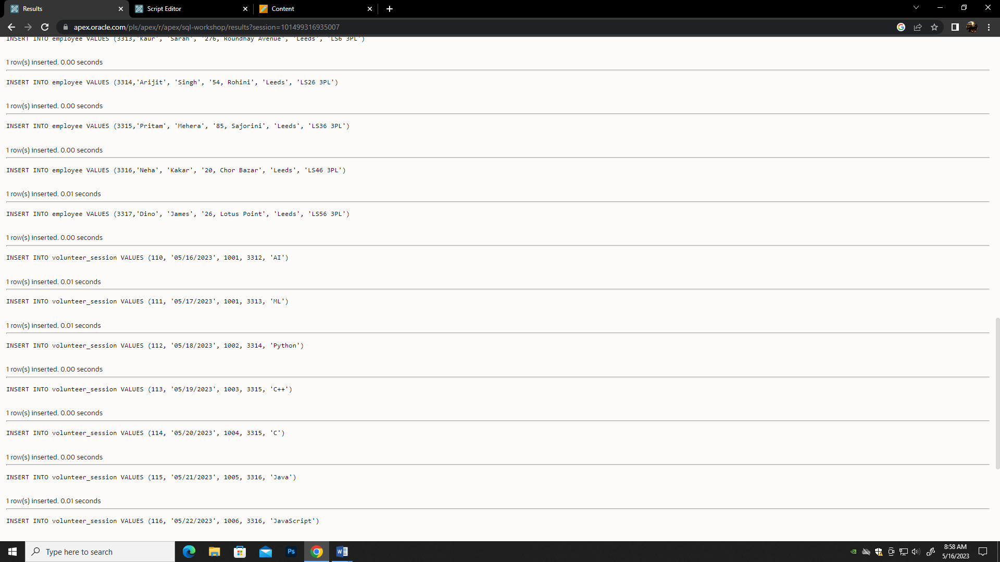 Results
Script Editor
Content
apex.oracle.com/pls/apex/r/apex/sql-workshop/results?session=101499316935007
INSERT INTO employee VALUES (3313,'Kaur', 'Sarah', '276, Roundhay Avenue', 'Leeds', 'LS6 3PL')
1 row(s) inserted. 0.00 seconds
INSERT INTO employee VALUES (3314,'Arijit', 'Singh', '54, Rohini', 'Leeds', 'LS26 3PL')
1 row(s) inserted. 0.00 seconds
INSERT INTO employee VALUES (3315,'Pritam', 'Mehera', '85, Sajorini', 'Leeds', 'LS36 3PL')
1 row(s) inserted. 0.00 seconds
INSERT INTO employee VALUES (3316,'Neha', 'Kakar', '20, Chor Bazar', 'Leeds', 'LS46 3PL')
1 row(s) inserted. 0.01 seconds
INSERT INTO employee VALUES (3317,'Dino', 'James', '26, Lotus Point', 'Leeds', 'LS56 3PL')
1 row(s) inserted. 0.00 seconds
INSERT INTO volunteer_session VALUES (110, '05/16/2023', 1001, 3312, 'AI')
1 row(s) inserted. 0.01 seconds
INSERT INTO volunteer_session VALUES (111, '05/17/2023', 1001, 3313, 'ML')
1 row(s) inserted. 0.01 seconds
INSERT INTO volunteer_session VALUES (112, '05/18/2023', 1002, 3314, 'Python')
1 row(s) inserted. 0.00 seconds
INSERT INTO volunteer_session VALUES (113, '05/19/2023', 1003, 3315, 'C++')
1 row(s) inserted. 0.00 seconds
INSERT INTO volunteer_session VALUES (114, '05/20/2023', 1004, 3315, 'C')
1 row(s) inserted. 0.00 seconds
INSERT INTO volunteer_session VALUES (115, '05/21/2023', 1005, 3316, 'Java')
1 row(s) inserted. 0.01 seconds
INSERT INTO volunteer_session VALUES (116, '05/22/2023', 1006, 3316, 'JavaScript')
Type here to search
Ps
W
8:58 AM
5/16/2023